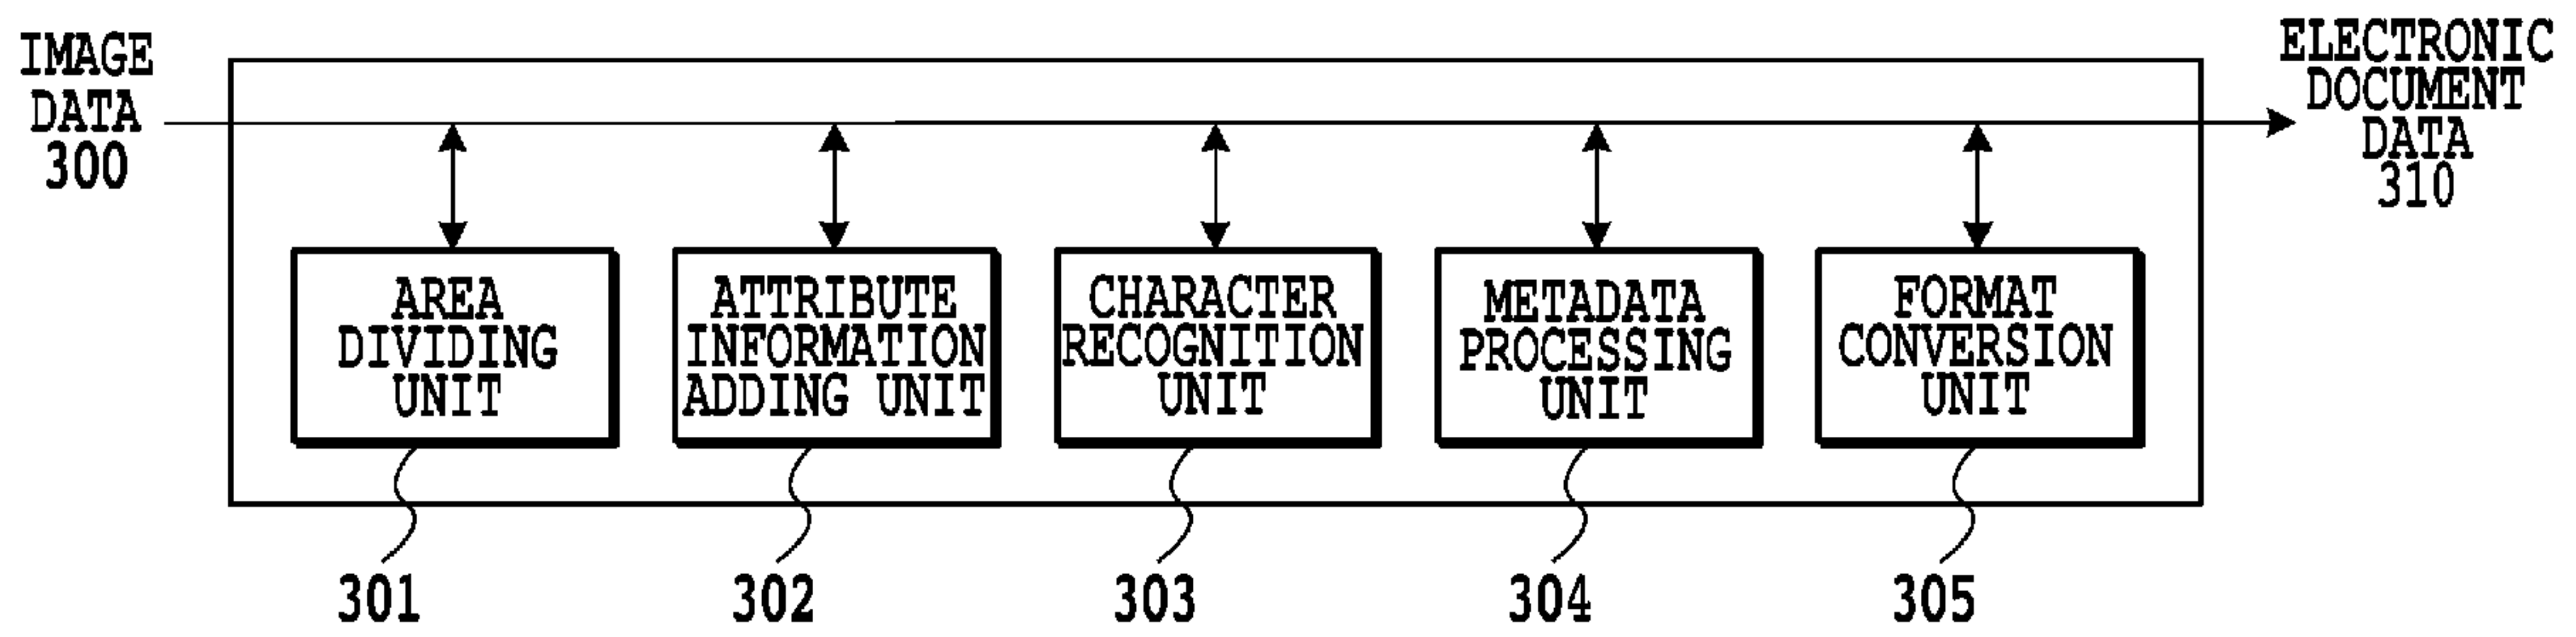 IMAGE
DATA
300
ELECTRONIC
DOCUMENT
DATA
310
AREA
DIVIDING
UNIT
ATTRIBUTE
INFORMATION
ADDING UNIT
CHARACTER
RECOGNITION
UNIT
METADATA
PROCESSING
UNIT
FORMAT
CONVERSION
UNIT
301
302
303
304
305